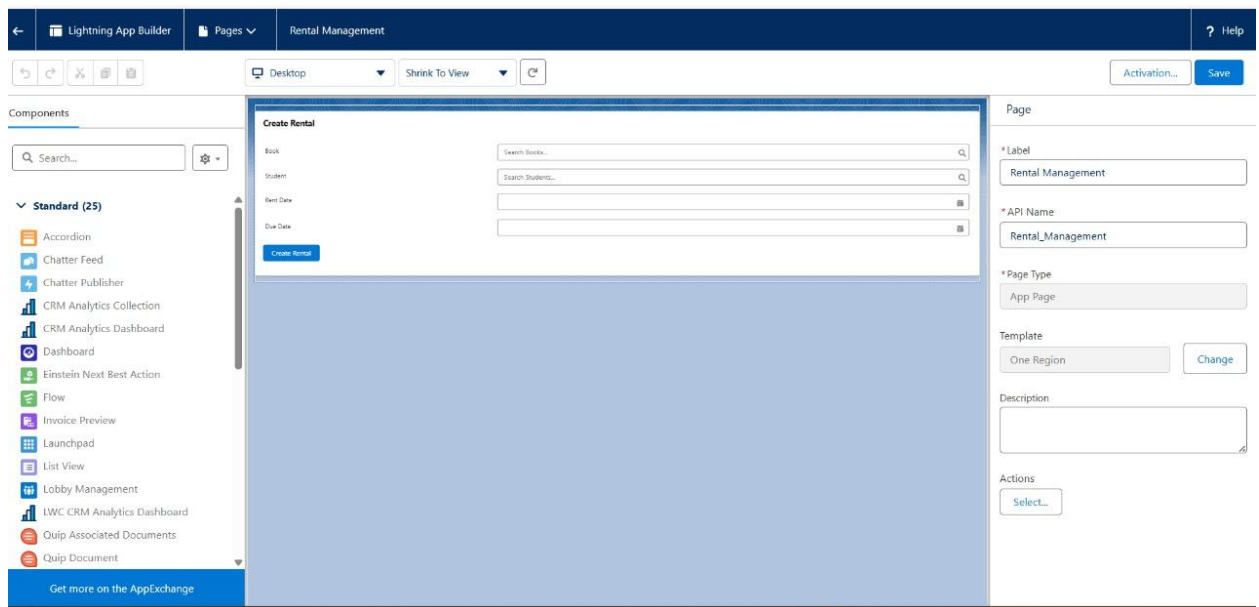 Lightning App Builder
Pages
Rental Management
? Help
Desktop
Shrink To View
Activation...
Save
Components
Search...
Standard (25)
Accordion
Chatter Feed
Chatter Publisher
CRM Analytics Collection
CRM Analytics Dashboard
Dashboard
Einstein Next Best Action
Flow
Invoice Preview
Launchpad
List View
Lobby Management
LWC CRM Analytics Dashboard
Quip Associated Documents
Quip Document
Get more on the AppExchange
Create Rental
Book
Search Books...
Student
Search Students...
Rent Date
Due Date
Create Rental
Page
*Label
Rental Management
*API Name
Rental_Management
*Page Type
App Page
Template
One Region
Change
Description
Actions
Select...